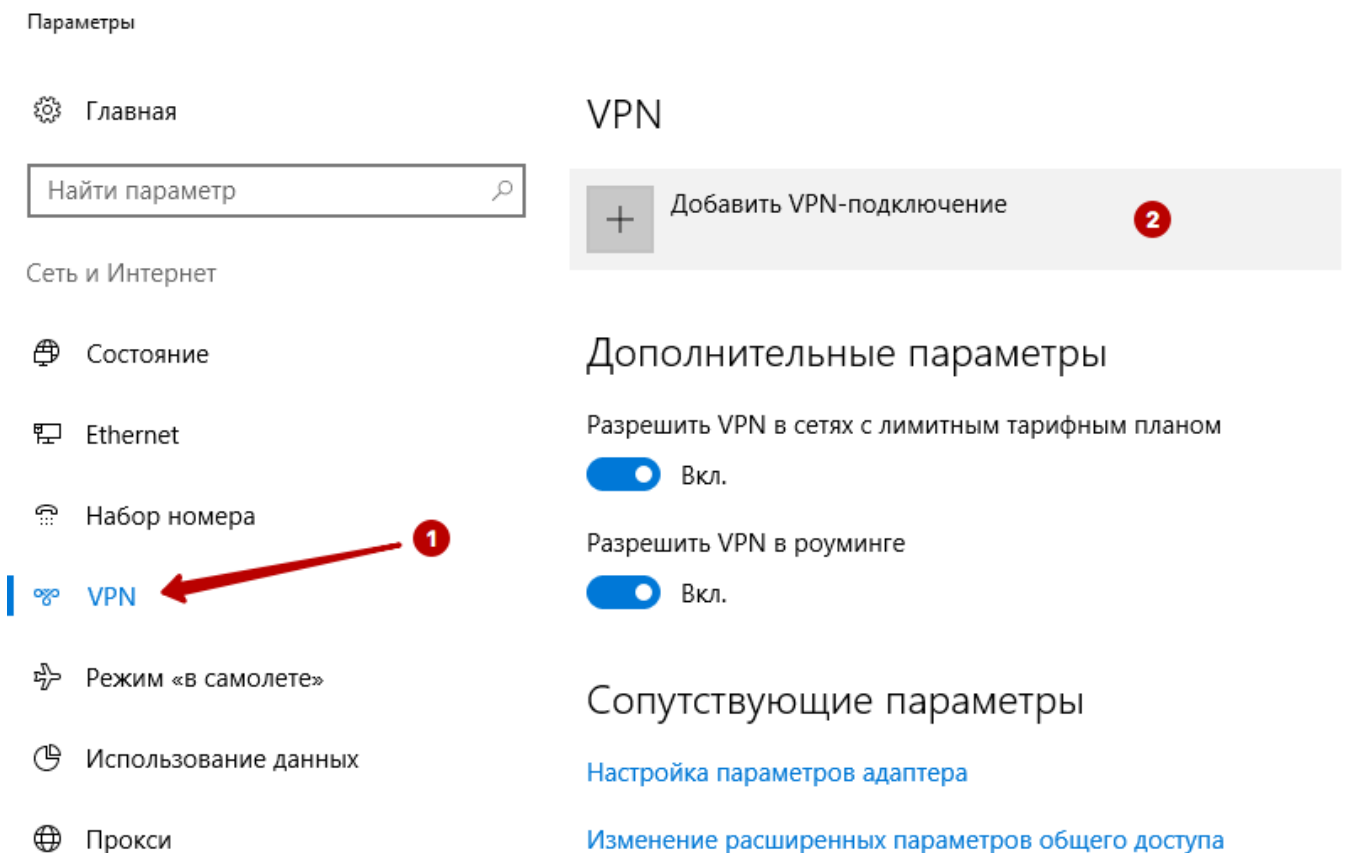 Параметры
Главная
Найти параметр
Сеть и Интернет
Состояние
Ethernet
Набор номера
1
VPN
Режим «в самолете»
Использование данных
Прокси
VPN
Добавить VPN-подключение
2
Дополнительные параметры
Разрешить VPN в сетях с лимитным тарифным планом
Вкл.
Разрешить VPN в роуминге
Вкл.
Сопутствующие параметры
Настройка параметров адаптера
Изменение расширенных параметров общего доступа